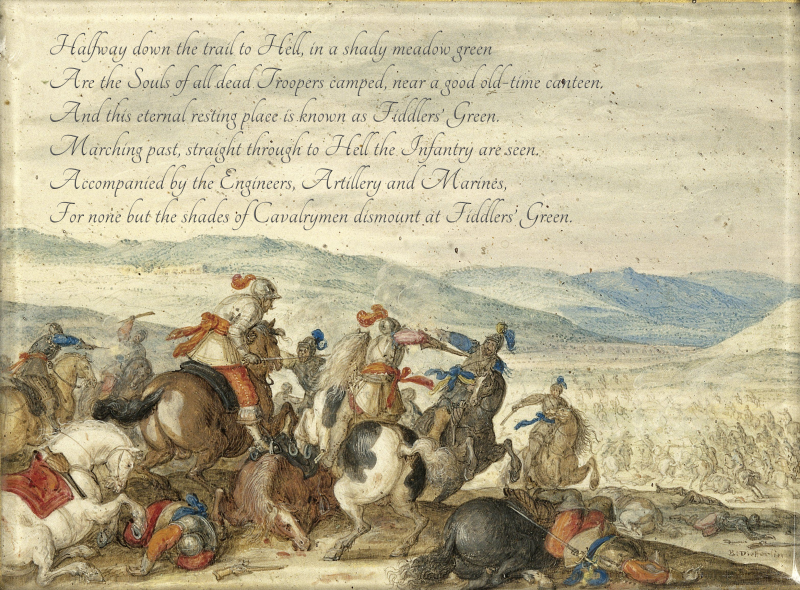 Halfway down the trail to Hell, in a shady meadow green
Are the Souls of all dead Troopers camped, near a good old-time canteen.
And this eternal resting place is known as Fiddlers' Green.
Marching past, straight through to Hell the Infantry are seen.
Accompanied by the Engineers, Artillery and Marines,
For none but the shades of Cavalrymen dismount at Fiddlers' Green.